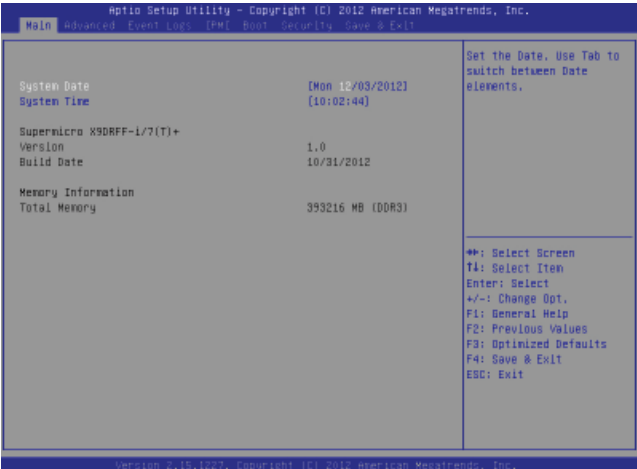 Aptio Setup Utility - Copyright (C) 2012 American Megatrends, Inc.
Main Advanced Event Logs IPMI Boot Security Save & Exit
System Date [Mon 12/03/2012]
System Time [10:02:44]
Supermicro X9DRFF-i/7(T)+
Version 1.0
Build Date 10/31/2012
Memory Information
Total Memory 393216 MB (DDR3)
Set the Date. Use Tab to
switch between Date
elements.
→←: Select Screen
↑↓: Select Item
Enter: Select
+/-: Change Opt.
F1: General Help
F2: Previous Values
F3: Optimized Defaults
F4: Save & Exit
ESC: Exit
Version 2.15.1227. Copyright (C) 2012 American Megatrends, Inc.